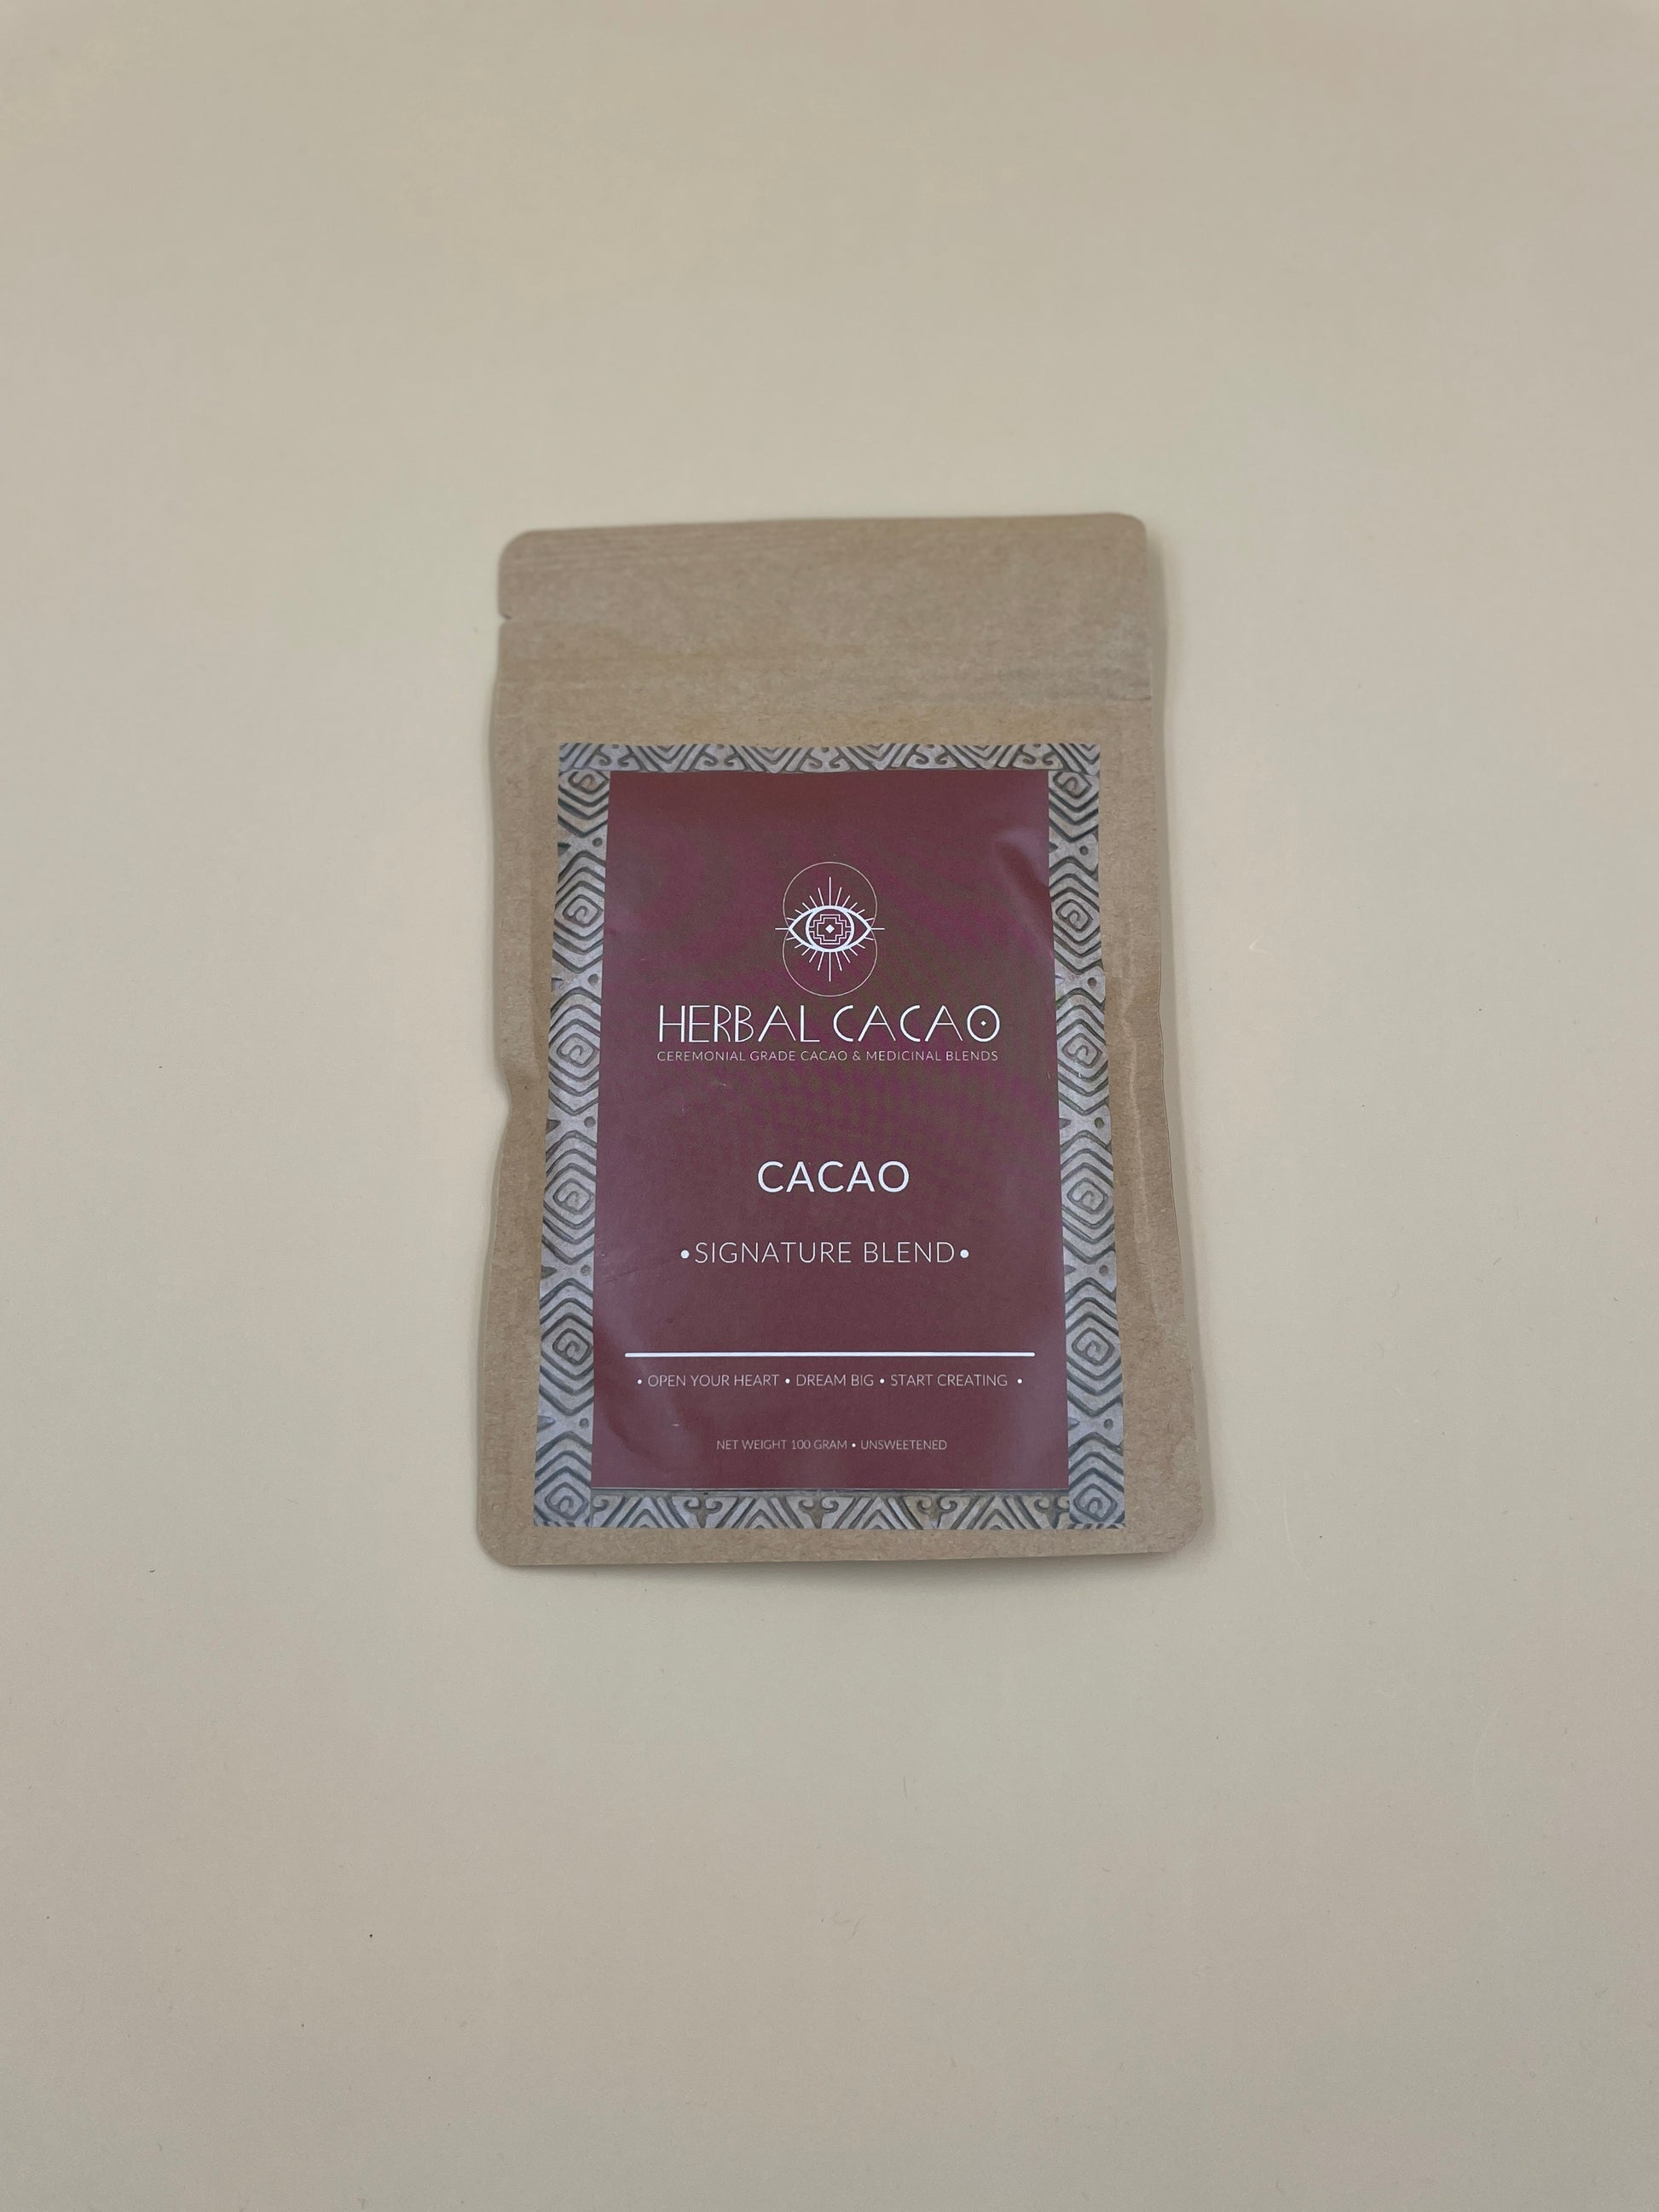 HERBAL CACAO
CEREMONIAL GRADE CACAO & MEDICINAL BLENDS
CACAO
•SIGNATURE BLEND•
• OPEN YOUR HEART • DREAM BIG • START CREATING •
NET WEIGHT 100 GRAM • UNSWEETENED